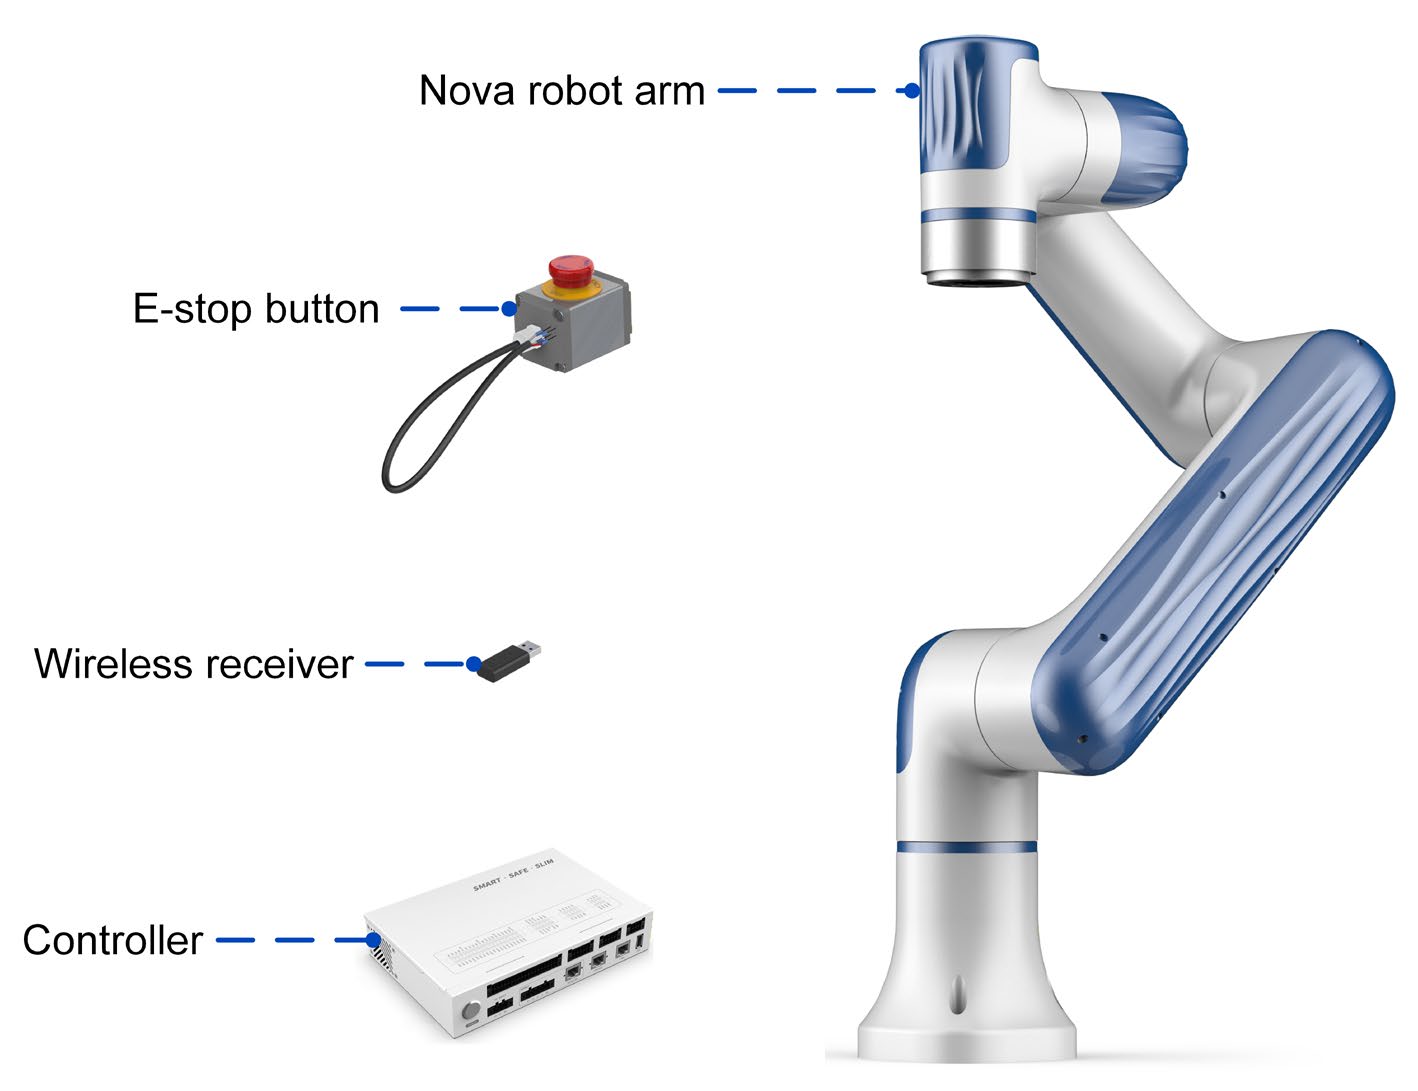 Nova robot arm
E-stop button
Wireless receiver
SMART · SAFE · SLIM
Controller